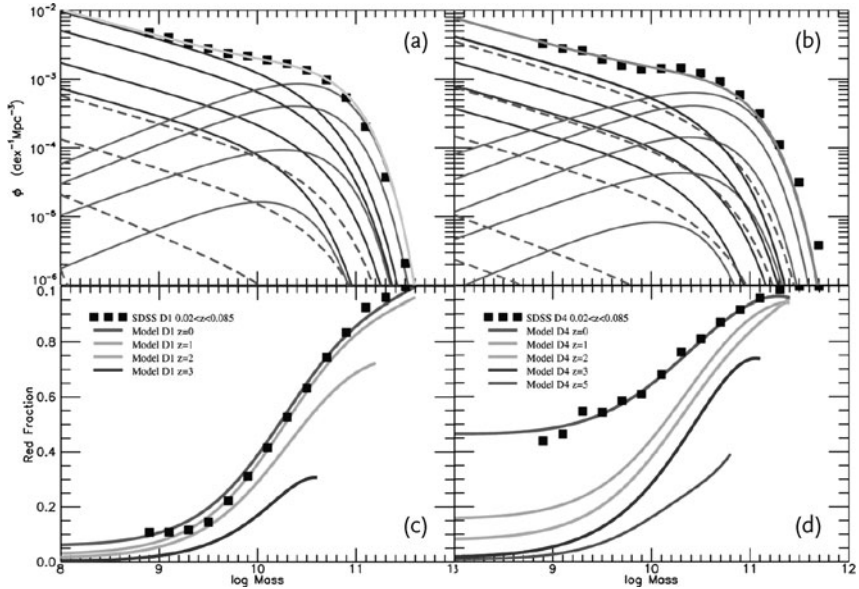 10⁻²
10⁻³
10⁻⁴
10⁻⁵
10⁻⁶
ϕ (dex⁻¹Mpc⁻³)
(a)
(b)
0.1
0.8
0.6
0.4
0.2
0.0
Red Fraction
SDSS D1 0.02<z<0.085
Model D1 z=0
Model D1 z=1
Model D1 z=2
Model D1 z=3
(c)
SDSS D4 0.02<z<0.085
Model D4 z=0
Model D4 z=1
Model D4 z=2
Model D4 z=3
Model D4 z=5
(d)
8 9 10 11
log Mass
9 10 11 12
log Mass